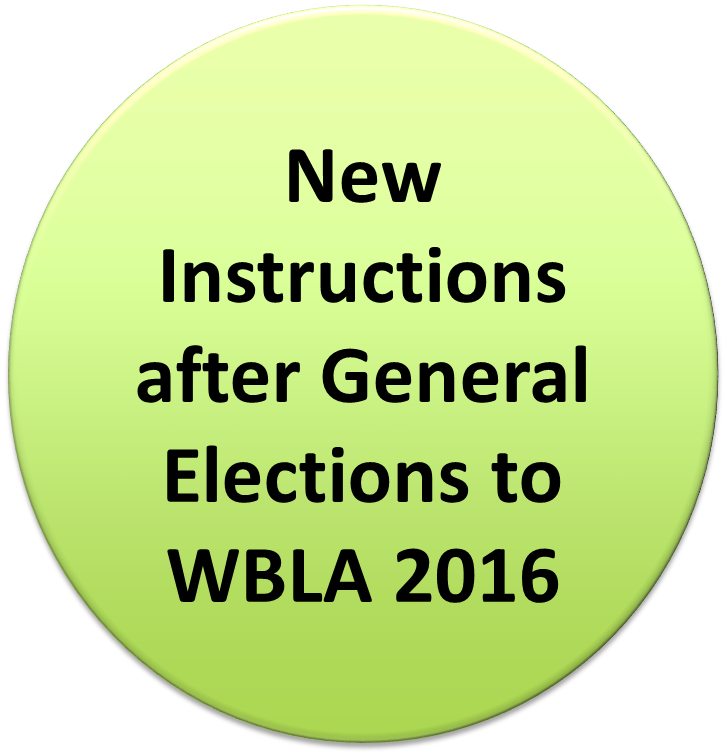 New
Instructions
after General
Elections to
WBLA 2016